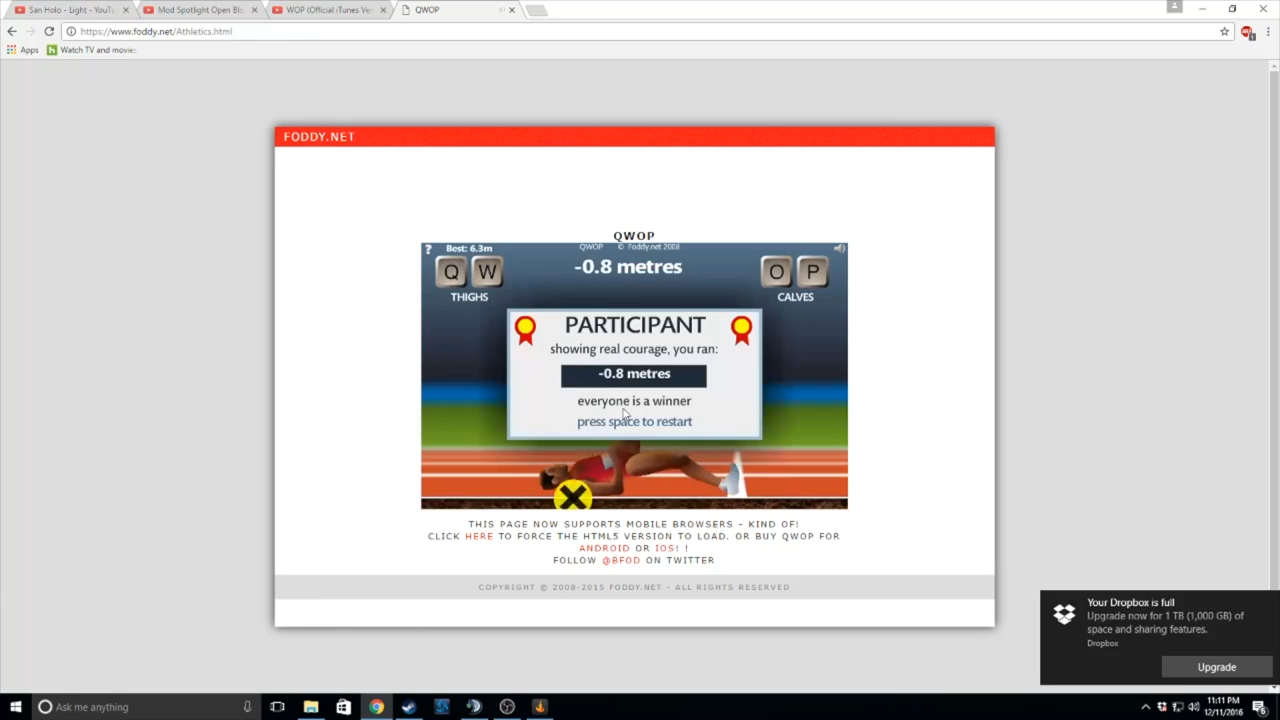 San Holo - Light - YouTu
Mod Spotlight Open Blo
WOP (Official iTunes Ve
QWOP
https://www.foddy.net/Athletics.html
Apps
Watch TV and movies
FODDY.NET
QWOP
? Best: 6.3m
QWOP © Foddy.net 2008
-0.8 metres
Q W
O P
THIGHS
CALVES
PARTICIPANT
showing real courage, you ran:
-0.8 metres
everyone is a winner
press space to restart
THIS PAGE NOW SUPPORTS MOBILE BROWSERS - KIND OF!
CLICK HERE TO FORCE THE HTML5 VERSION TO LOAD. OR BUY QWOP FOR
ANDROID OR IOS! !
FOLLOW @BFOD ON TWITTER
COPYRIGHT © 2008-2015 FODDY.NET - ALL RIGHTS RESERVED
Your Dropbox is full
Upgrade now for 1 TB (1,000 GB) of
space and sharing features.
Dropbox
Upgrade
Ask me anything
11:11 PM
12/11/2016